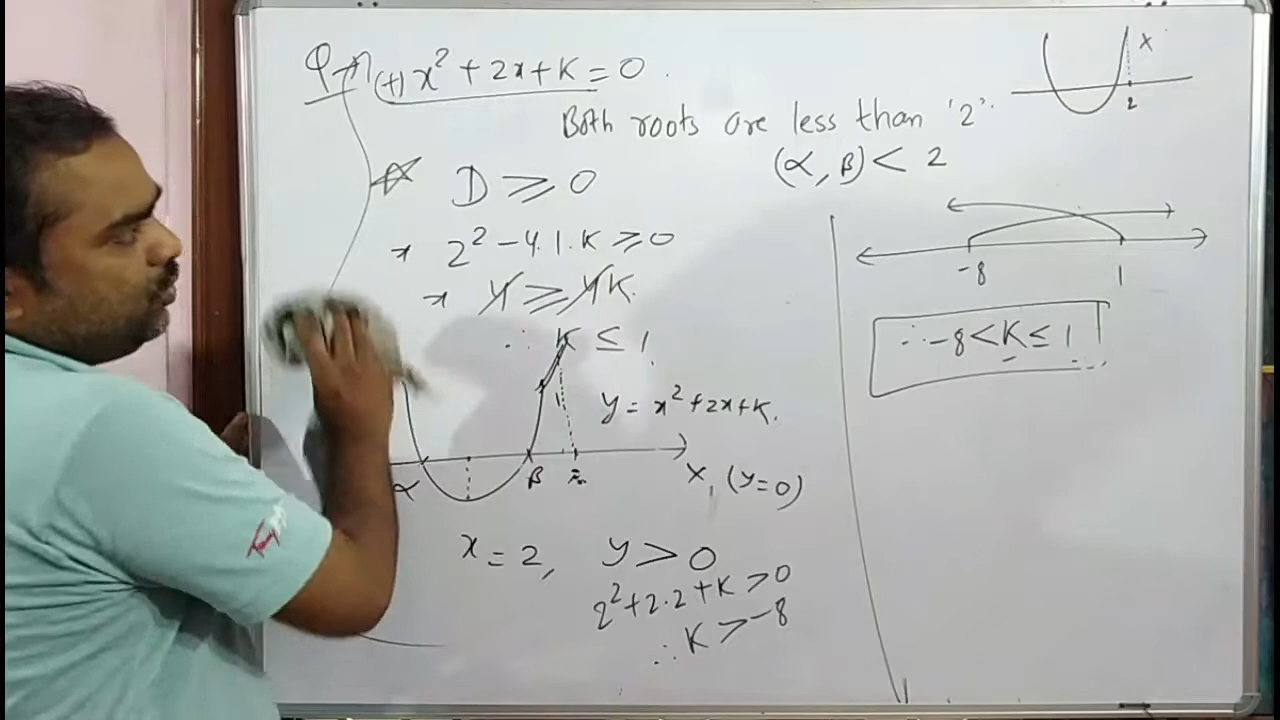 Qn (+) x² + 2x + K = 0.
Both roots are less than '2'.
(α, β) < 2
D ≥ 0
2² - 4.1.K ≥ 0
4 ≥ 4K.
∴ K ≤ 1.
y = x² + 2x + K.
α β 2
X, (y=0)
x = 2, y > 0
2² + 2.2 + K > 0
∴ K > -8
X
2
-8 1
∴ -8 < K ≤ 1